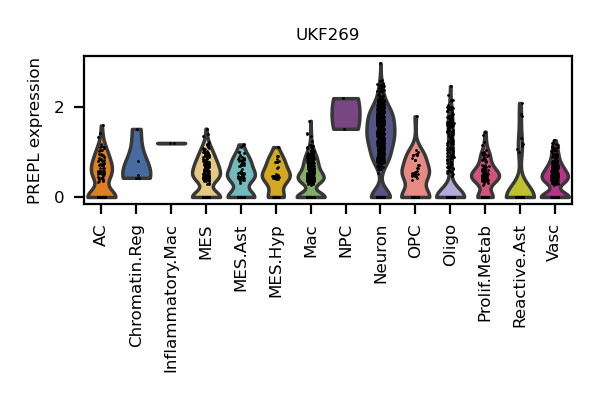 UKF269
PREPL expression
2
0
AC
Chromatin.Reg
Inflammatory.Mac
MES
MES.Ast
MES.Hyp
Mac
NPC
Neuron
OPC
Oligo
Prolif.Metab
Reactive.Ast
Vasc